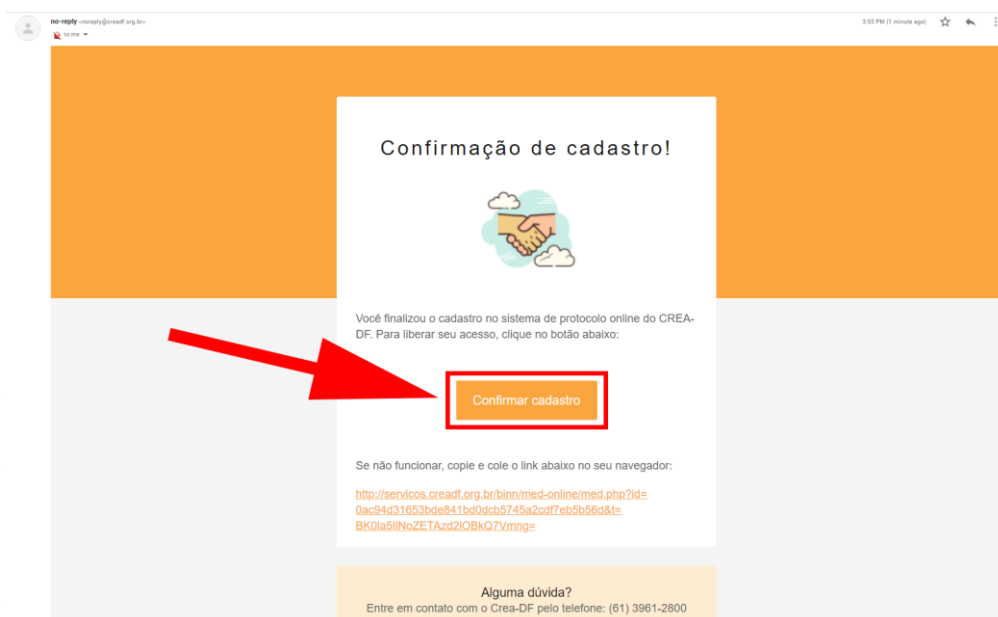 no-reply <noreply@creadf.org.br>
3:55 PM (1 minute ago)
to me
Confirmação de cadastro!
Você finalizou o cadastro no sistema de protocolo online do CREA-
DF. Para liberar seu acesso, clique no botão abaixo:
Confirmar cadastro
Se não funcionar, copie e cole o link abaixo no seu navegador:
http://servicos.creadf.org.br/binn/med-online/med.php?id=
0ac94d31653bde841bd0dcb5745a2cdf7eb5b56d&t=
BK0Ia5IINoZETAzd2iOBkQ7Vmng=
Alguma dúvida?
Entre em contato com o Crea-DF pelo telefone: (61) 3961-2800